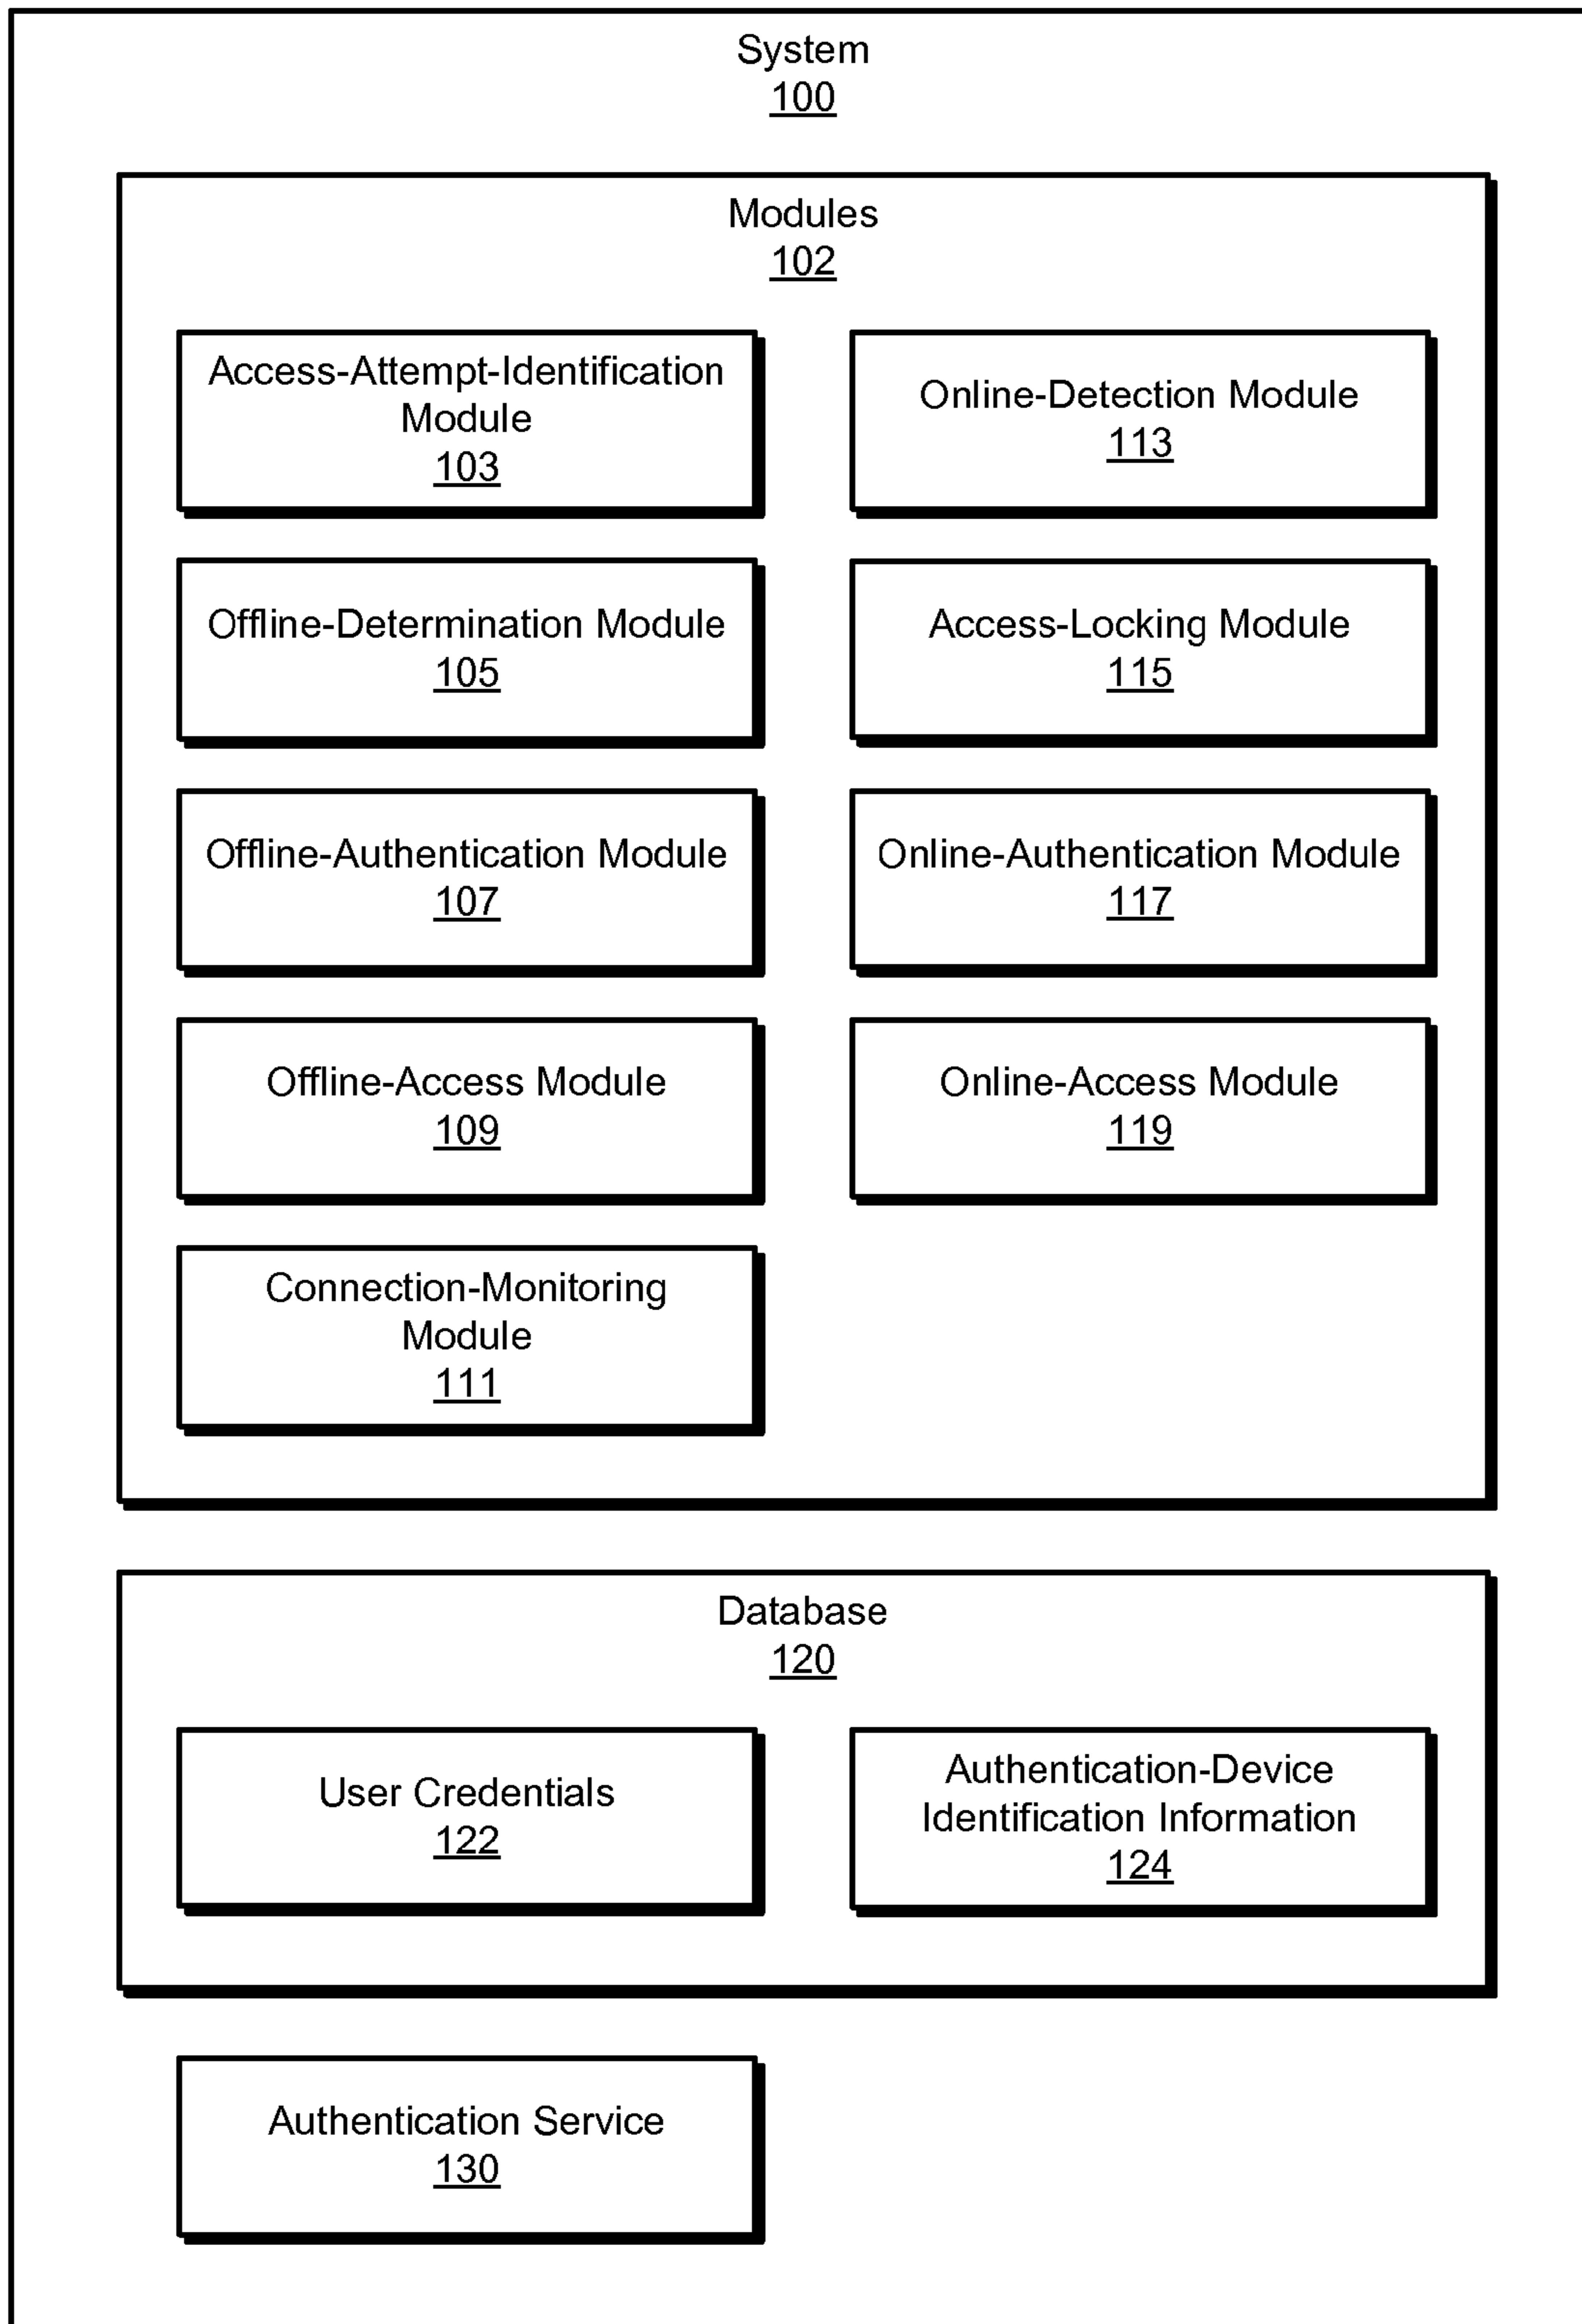 System
100
Modules
102
Access-Attempt-Identification
Module
103
Online-Detection Module
113
Offline-Determination Module
105
Access-Locking Module
115
Offline-Authentication Module
107
Online-Authentication Module
117
Offline-Access Module
109
Online-Access Module
119
Connection-Monitoring
Module
111
Database
120
User Credentials
122
Authentication-Device
Identification Information
124
Authentication Service
130